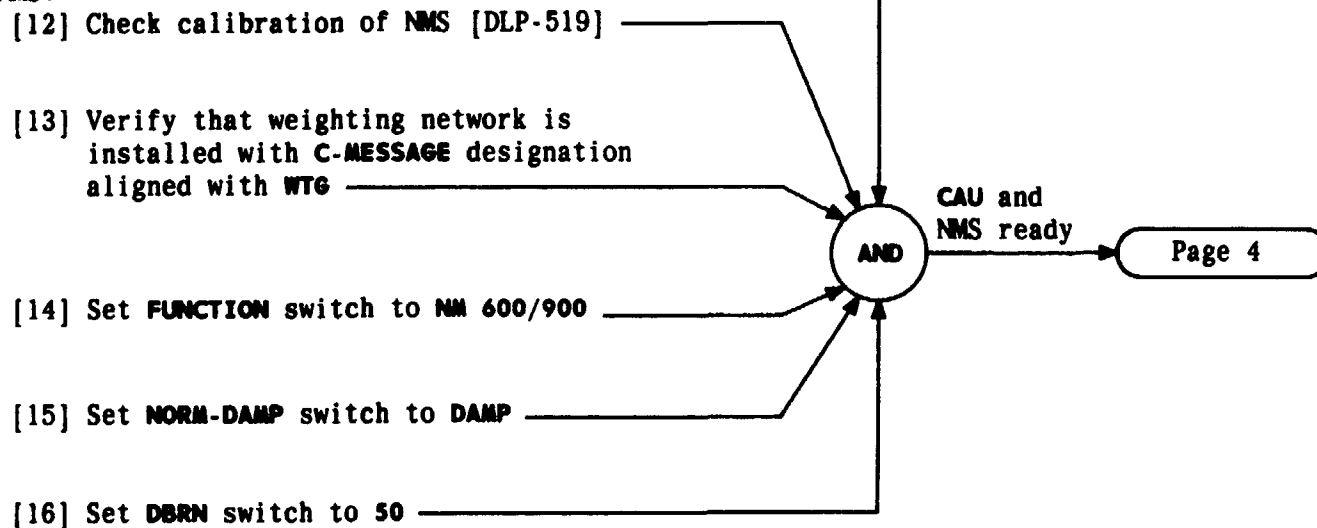 [12] Check calibration of NMS [DLP-519]
[13] Verify that weighting network is
installed with C-MESSAGE designation
aligned with WTG
CAU and
NMS ready
AND
Page 4
[14] Set FUNCTION switch to NM 600/900
[15] Set NORM-DAMP switch to DAMP
[16] Set DBRN switch to 50